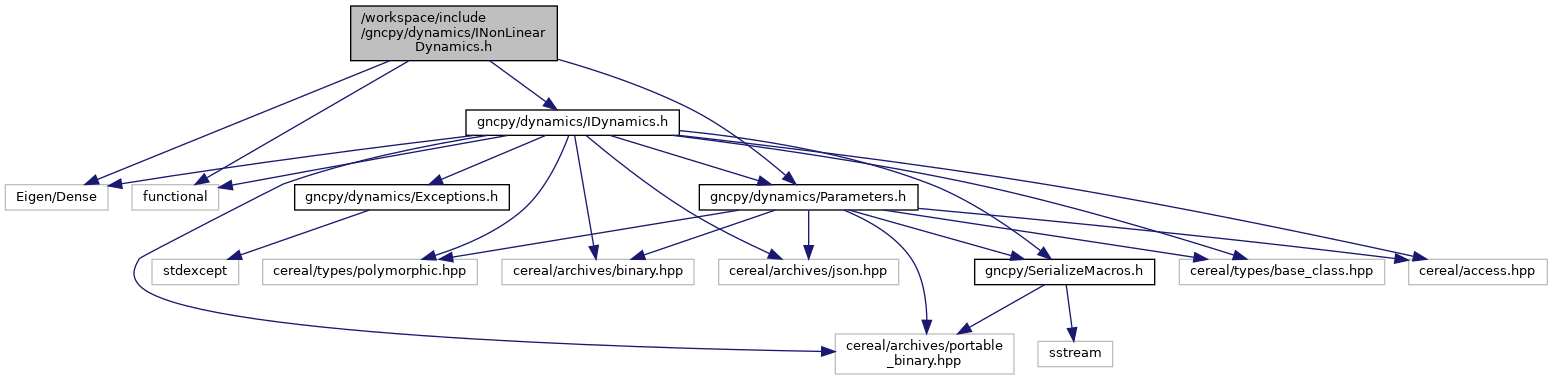 /workspace/include
/gncpy/dynamics/INonLinear
Dynamics.h
gncpy/dynamics/IDynamics.h
Eigen/Dense
functional
gncpy/dynamics/Exceptions.h
gncpy/dynamics/Parameters.h
stdexcept
cereal/types/polymorphic.hpp
cereal/archives/binary.hpp
cereal/archives/json.hpp
gncpy/SerializeMacros.h
cereal/types/base_class.hpp
cereal/access.hpp
cereal/archives/portable
_binary.hpp
sstream